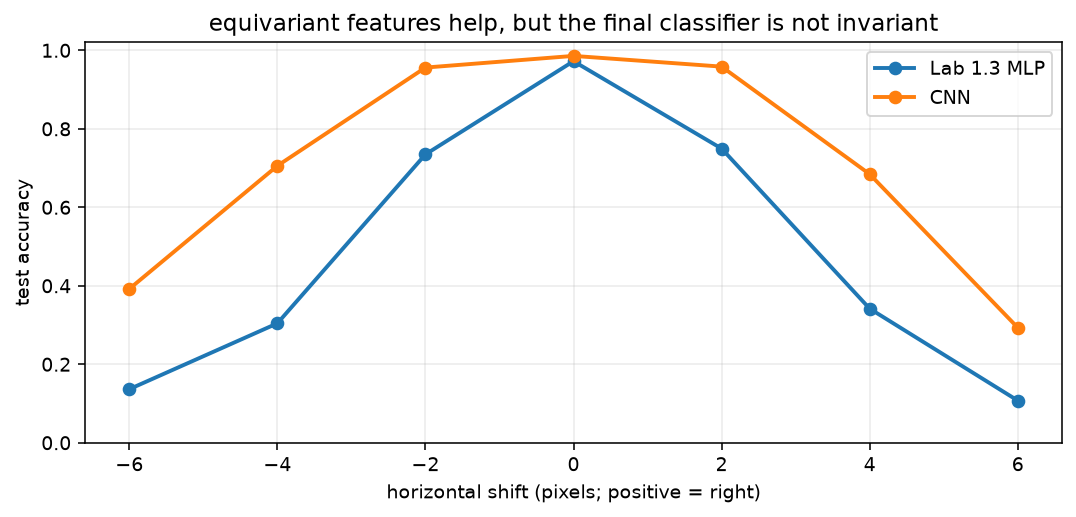 equivariant features help, but the final classifier is not invariant
Lab 1.3 MLP
CNN
test accuracy
1.0
0.8
0.6
0.4
0.2
0.0
−6
−4
−2
0
2
4
6
horizontal shift (pixels; positive = right)